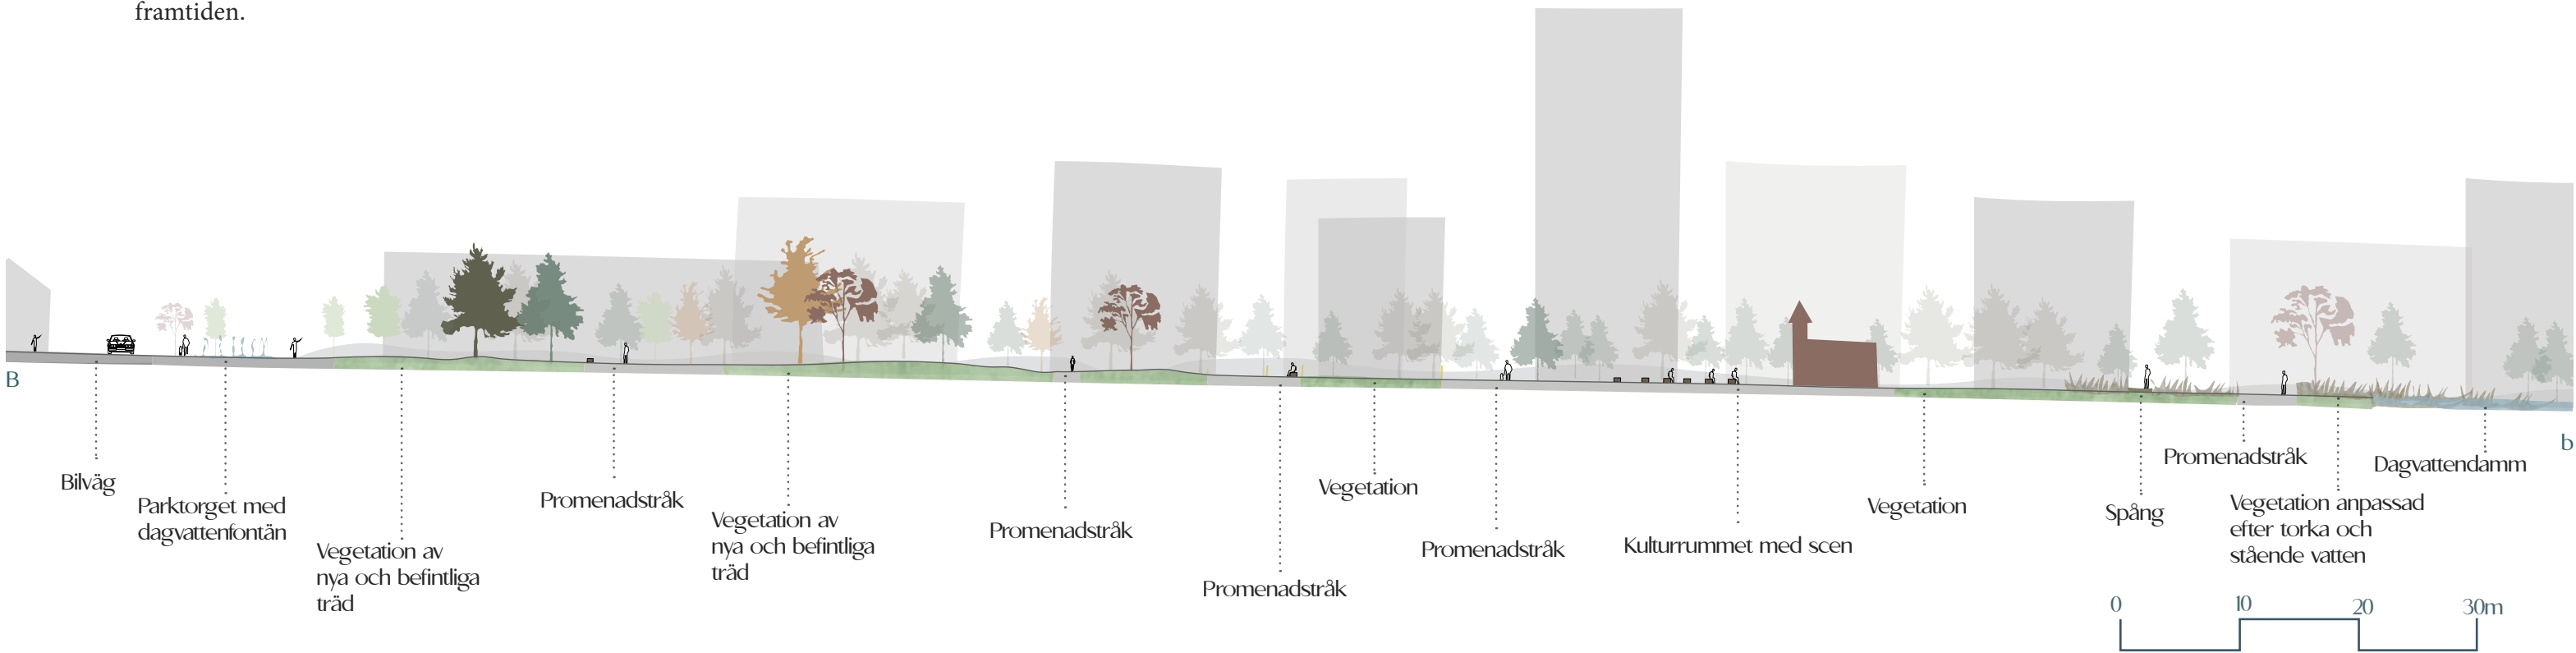 framtiden.
B
b
Bilväg
Parktorget med
dagvattenfontän
Vegetation av
nya och befintliga
träd
Promenadstråk
Vegetation av
nya och befintliga
träd
Promenadstråk
Promenadstråk
Vegetation
Promenadstråk
Kulturrummet med scen
Vegetation
Spång
Promenadstråk
Vegetation anpassad
efter torka och
stående vatten
Dagvattendamm
0 10 20 30m